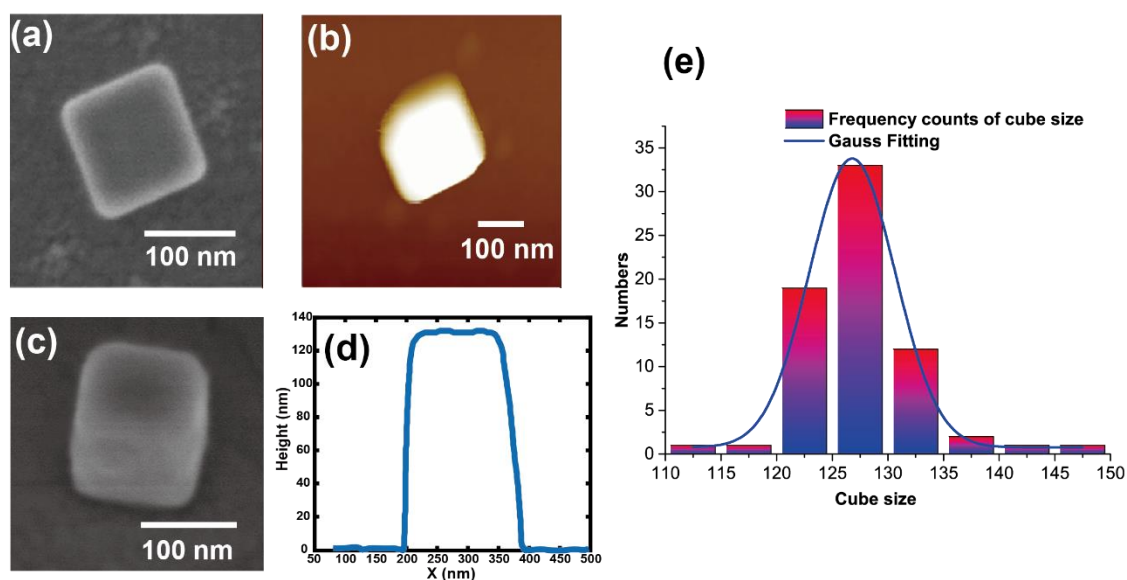 (a)
100 nm
(b)
100 nm
(c)
100 nm
(d)
140
120
100
80
60
40
20
0
Height (nm)
50 100 150 200 250 300 350 400 450 500
X (nm)
(e)
Frequency counts of cube size
Gauss Fitting
35
30
25
20
15
10
5
0
Numbers
110 115 120 125 130 135 140 145 150
Cube size